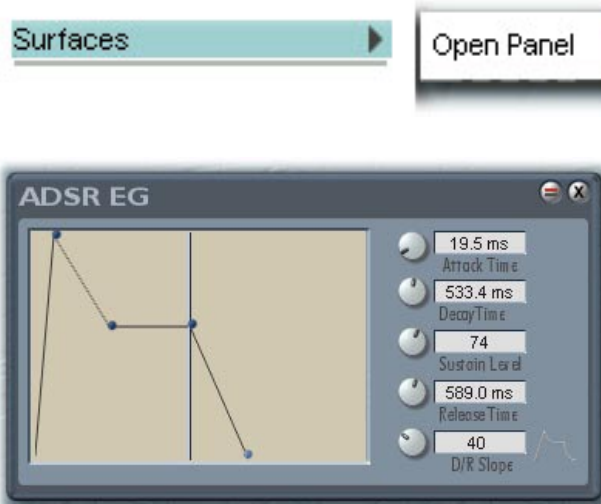 Surfaces
Open Panel
ADSR EG
19.5 ms
Attack Time
533.4 ms
DecayTime
74
Sustain Level
589.0 ms
Release Time
40
D/R Slope